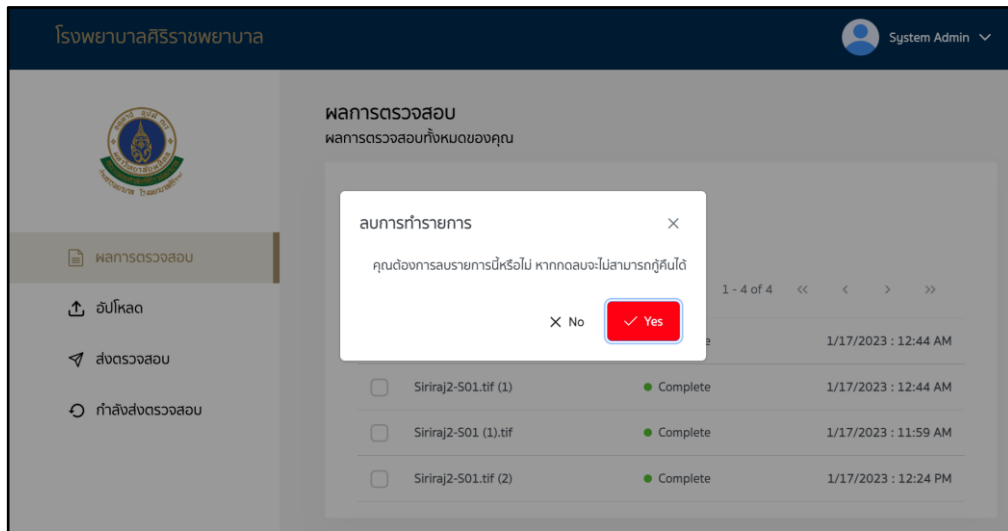 โรงพยาบาลศิริราชพยาบาล
System Admin
ผลการตรวจสอบ
ผลการตรวจสอบทั้งหมดของคุณ
ผลการตรวจสอบ
อัปโหลด
ส่งตรวจสอบ
กำลังส่งตรวจสอบ
ลบการทำรายการ
คุณต้องการลบรายการนี้หรือไม่ หากกดลบจะไม่สามารถกู้คืนได้
No Yes
1 - 4 of 4
1/17/2023 : 12:44 AM
Siriraj2-S01.tif (1) Complete 1/17/2023 : 12:44 AM
Siriraj2-S01 (1).tif Complete 1/17/2023 : 11:59 AM
Siriraj2-S01.tif (2) Complete 1/17/2023 : 12:24 PM